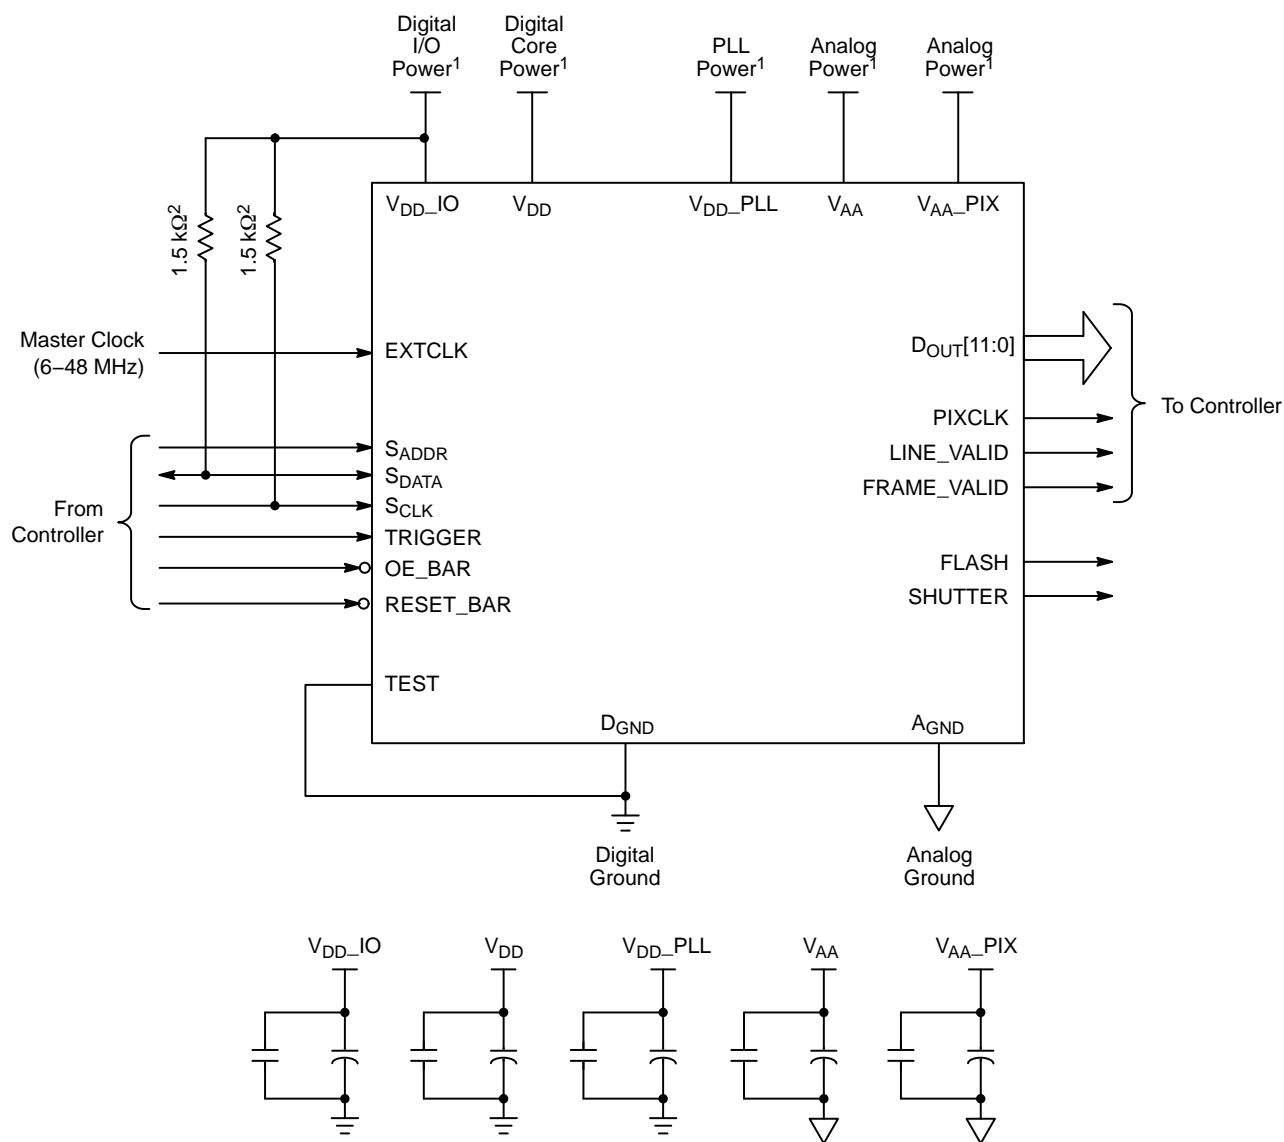 Digital
I/O
Power1
Digital
Core
Power1
PLL
Power1
Analog
Power1
Analog
Power1
VDD_IO
VDD
VDD_PLL
VAA
VAA_PIX
1.5 kΩ2
1.5 kΩ2
Master Clock
(6–48 MHz)
EXTCLK
DOUT[11:0]
PIXCLK
LINE_VALID
FRAME_VALID
To Controller
From
Controller
SADDR
SDATA
SCLK
TRIGGER
OE_BAR
RESET_BAR
FLASH
SHUTTER
TEST
DGND
AGND
Digital
Ground
Analog
Ground
VDD_IO
VDD
VDD_PLL
VAA
VAA_PIX